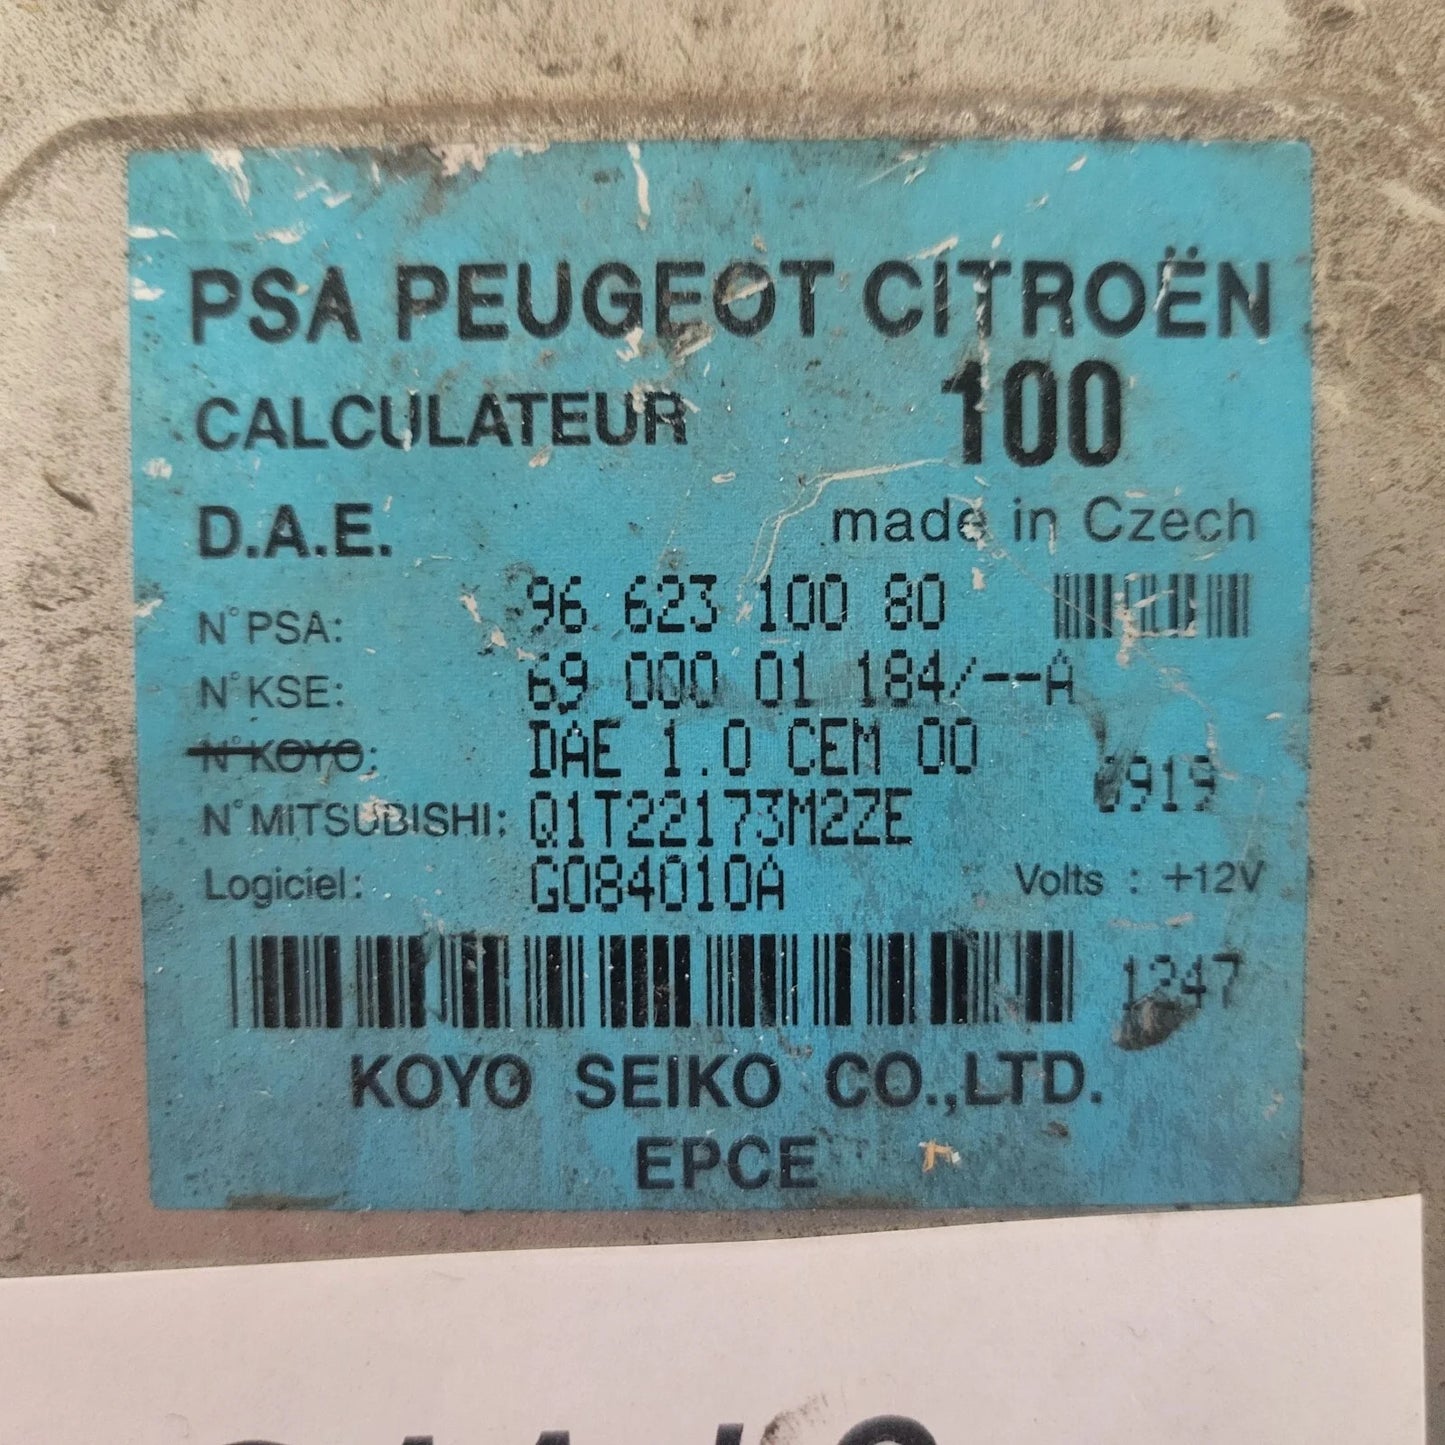 PSA PEUGEOT CITROËN
CALCULATEUR 100
D.A.E. made in Czech
N° PSA: 96 623 100 80
N° KSE: 69 000 01 184/--A
N° KOYO: DAE 1.0 CEM 00
0919
N° MITSUBISHI: Q1T22173M2ZE
Logiciel: G084010A Volts : +12V
1247
KOYO SEIKO CO.,LTD.
EPCE